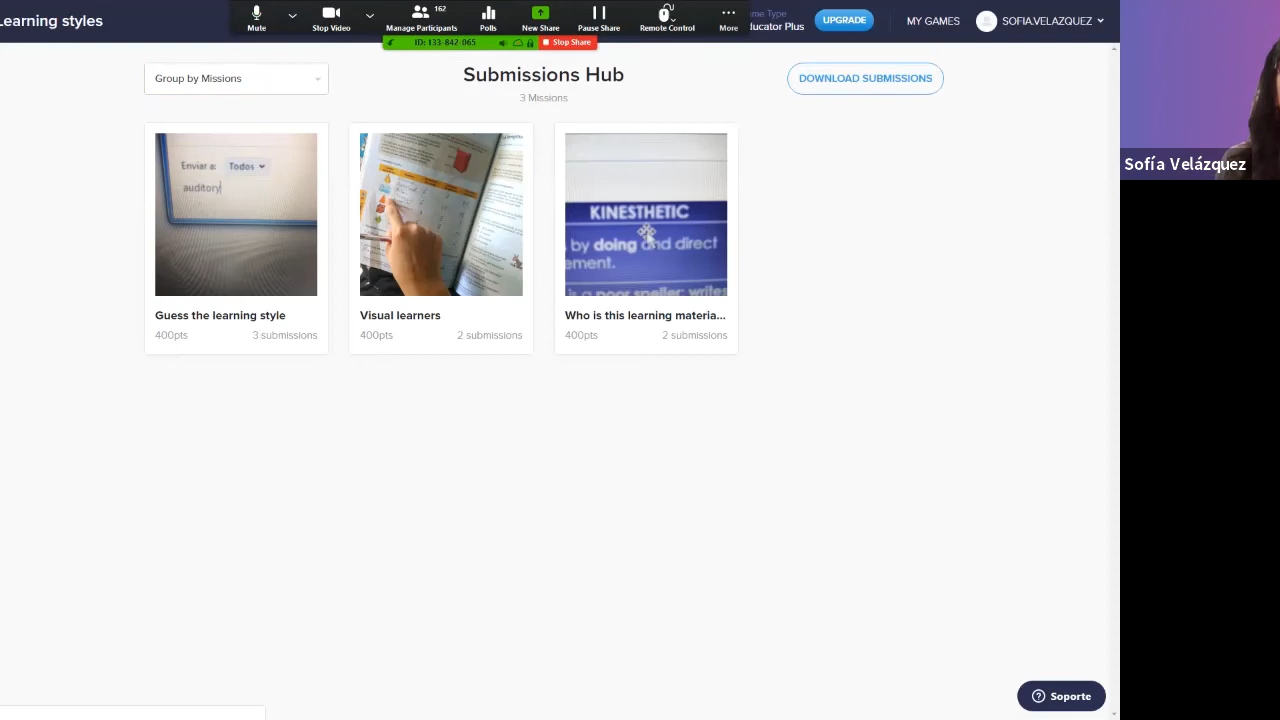 Learning styles
162
Mute
Stop Video
Manage Participants
Polls
New Share
Pause Share
Remote Control
More
ID: 133-842-065
Stop Share
me Type
ducator Plus
UPGRADE
MY GAMES
SOFIA.VELAZQUEZ
Group by Missions
Submissions Hub
3 Missions
DOWNLOAD SUBMISSIONS
Sofía Velázquez
Enviar a: Todos
auditory
KINESTHETIC
by doing and direct
ement.
is a poor speller; writes
Guess the learning style
400pts
3 submissions
Visual learners
400pts
2 submissions
Who is this learning materia...
400pts
2 submissions
Soporte